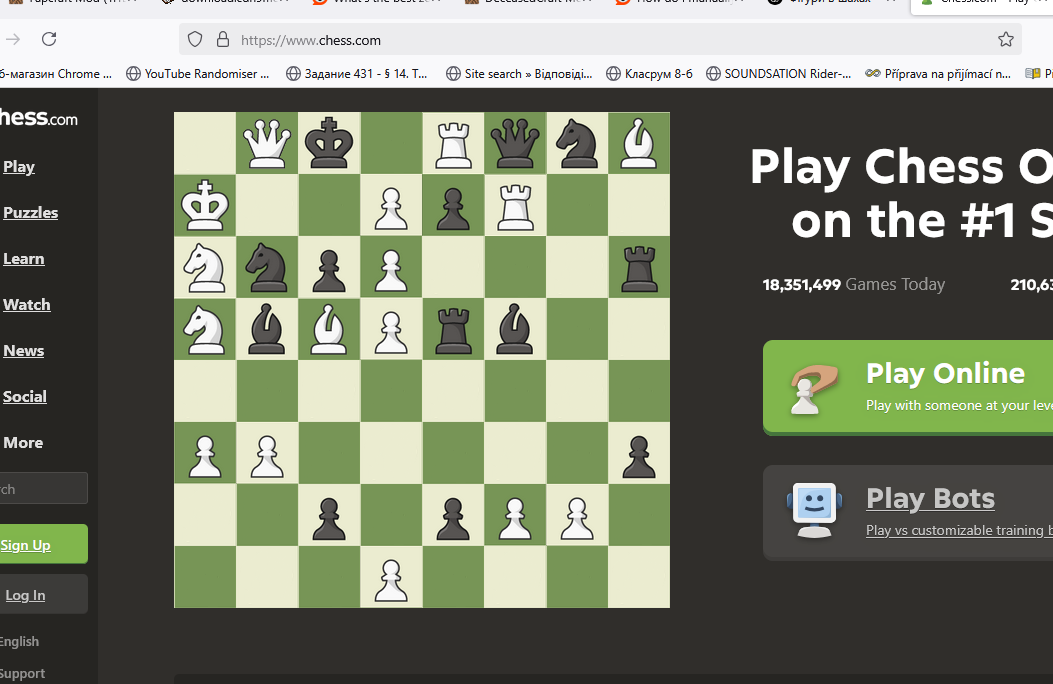 https://www.chess.com
б-магазин Chrome ... YouTube Randomiser ... Задание 431 - § 14. Т... Site search » Відповіді... Класрум 8-б SOUNDSATION Rider-... Příprava na přijímací n...
hess.com
Play
Puzzles
Learn
Watch
News
Social
More
rch
Sign Up
Log In
English
Support
Play Chess O
on the #1 S
18,351,499 Games Today 210,63
Play Online
Play with someone at your leve
Play Bots
Play vs customizable training b